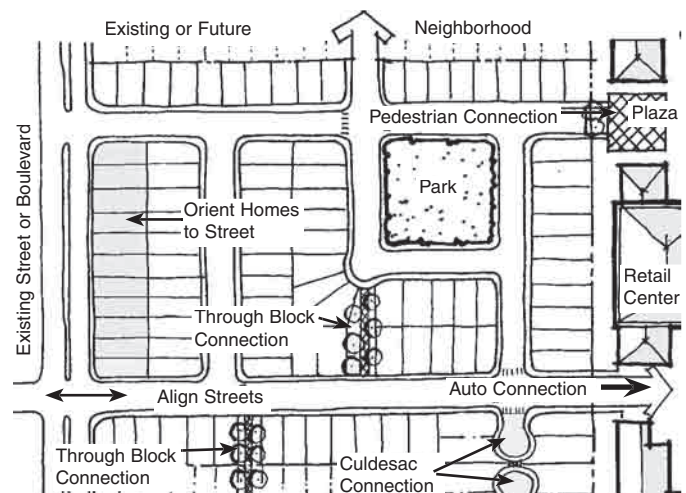 Existing or Future
Neighborhood
Pedestrian Connection
Plaza
Park
Orient Homes
to Street
Existing Street or Boulevard
Retail
Center
Through Block
Connection
Auto Connection
Align Streets
Through Block
Connection
Culdesac
Connection